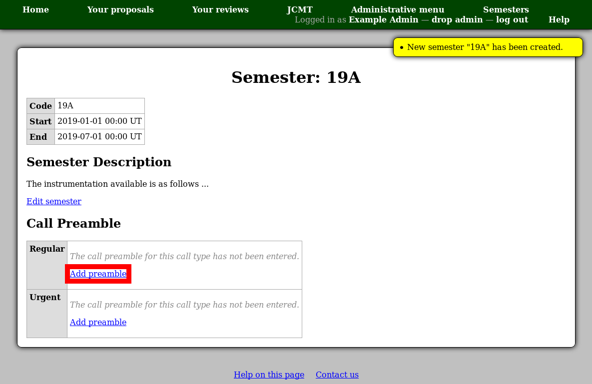 Home Your proposals Your reviews JCMT Administrative menu Semesters
Logged in as Example Admin — drop admin — log out Help
New semester "19A" has been created.
Semester: 19A
Code 19A
Start 2019-01-01 00:00 UT
End 2019-07-01 00:00 UT
Semester Description
The instrumentation available is as follows ...
Edit semester
Call Preamble
Regular
The call preamble for this call type has not been entered.
Add preamble
Urgent
The call preamble for this call type has not been entered.
Add preamble
Help on this page Contact us